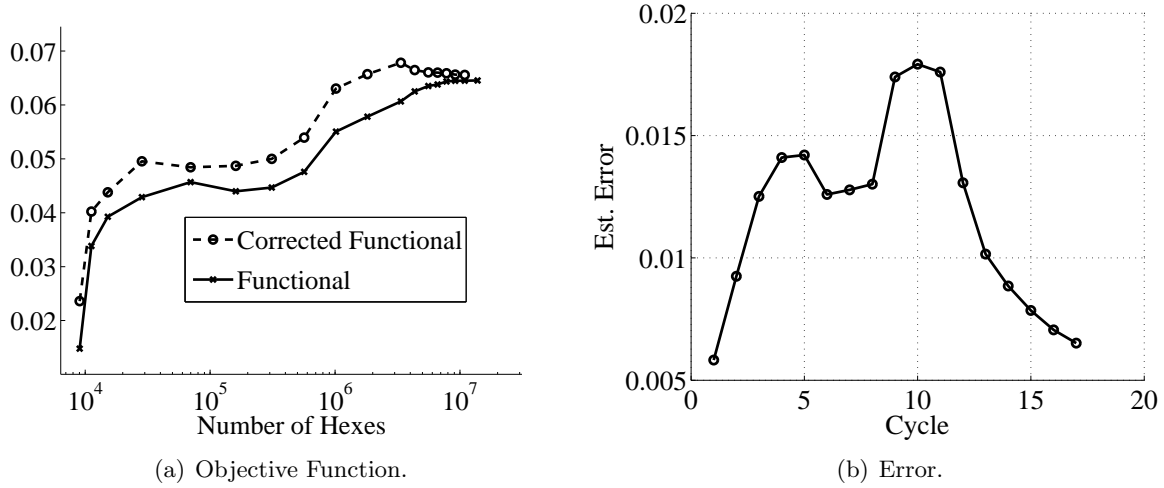 0.07
0.06
0.05
0.04
0.03
0.02
10^4
10^5
10^6
10^7
Number of Hexes
Corrected Functional
Functional
(a) Objective Function.
0.02
0.015
0.01
0.005
Est. Error
0
5
10
15
20
Cycle
(b) Error.